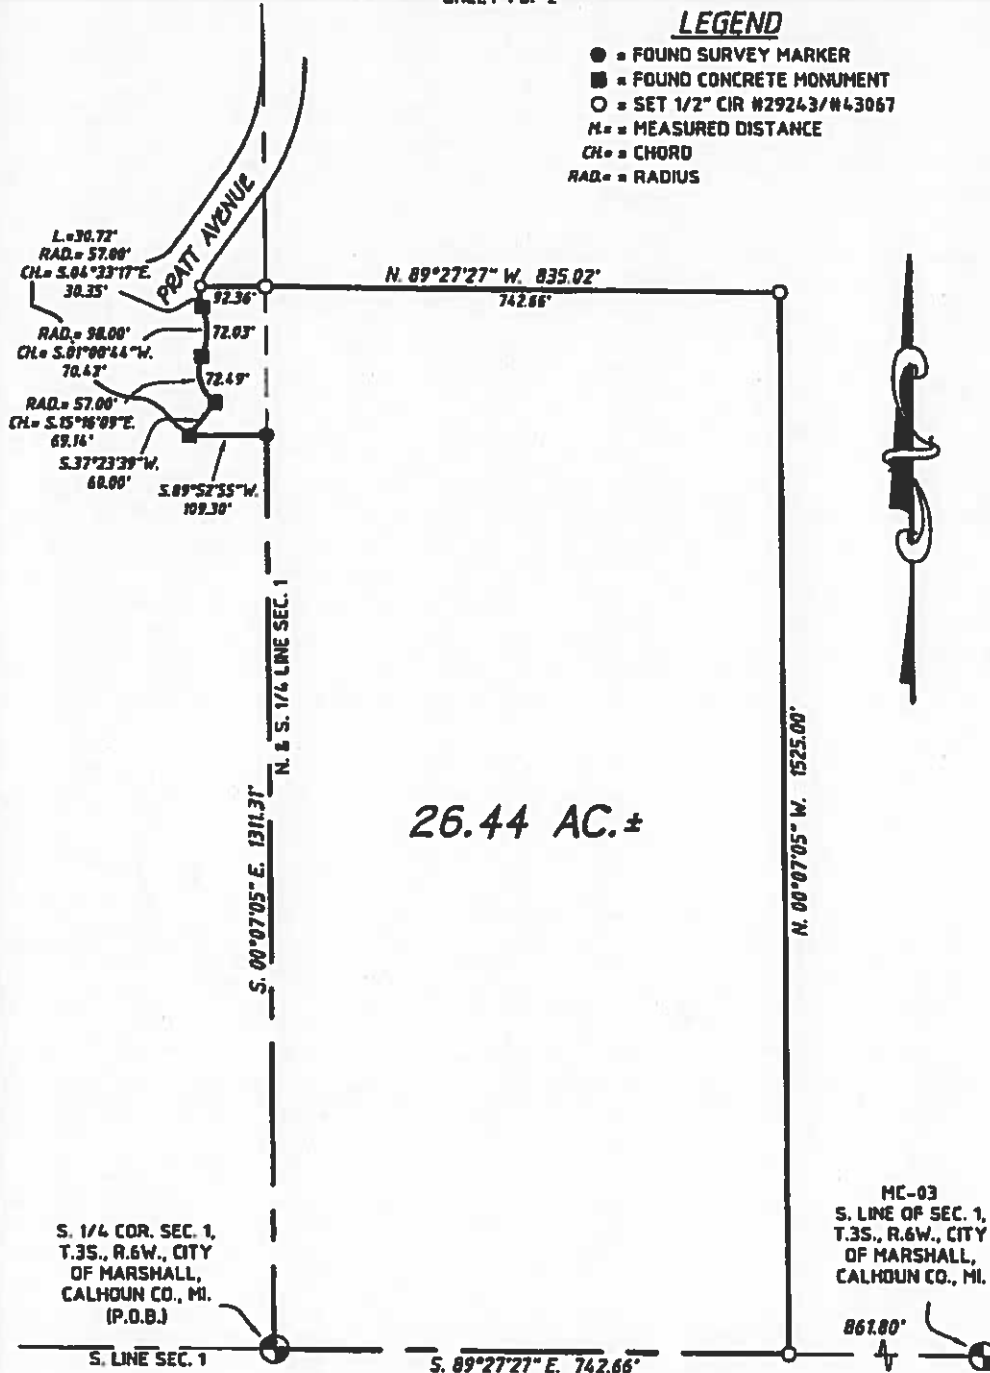 LEGEND
● = FOUND SURVEY MARKER
■ = FOUND CONCRETE MONUMENT
○ = SET 1/2" CIR #29243/#43067
M= = MEASURED DISTANCE
CH= = CHORD
RAD= = RADIUS
PRATT AVENUE
L.=30.72'
RAD.= 57.00'
CH.= S.04°33'17"E.
30.35'
RAD.= 98.00'
CH.= S.01°00'44"W.
70.43'
RAD.= 57.00'
CH.= S.15°16'09"E.
69.14'
S.37°23'39"W.
60.00'
S.89°52'55"W.
109.30'
92.36'
72.03'
72.49'
N. 89°27'27" W. 835.02'
742.66'
N. & S. 1/4 LINE SEC. 1
S. 00°07'05" E. 1311.31'
26.44 AC.±
N. 00°07'05" W. 1525.00'
S. 1/4 COR. SEC. 1,
T.3S., R.6W., CITY
OF MARSHALL,
CALHOUN CO., MI.
(P.O.B.)
MC-03
S. LINE OF SEC. 1,
T.3S., R.6W., CITY
OF MARSHALL,
CALHOUN CO., MI.
861.80'
S. LINE SEC. 1
S. 89°27'27" E. 742.66'